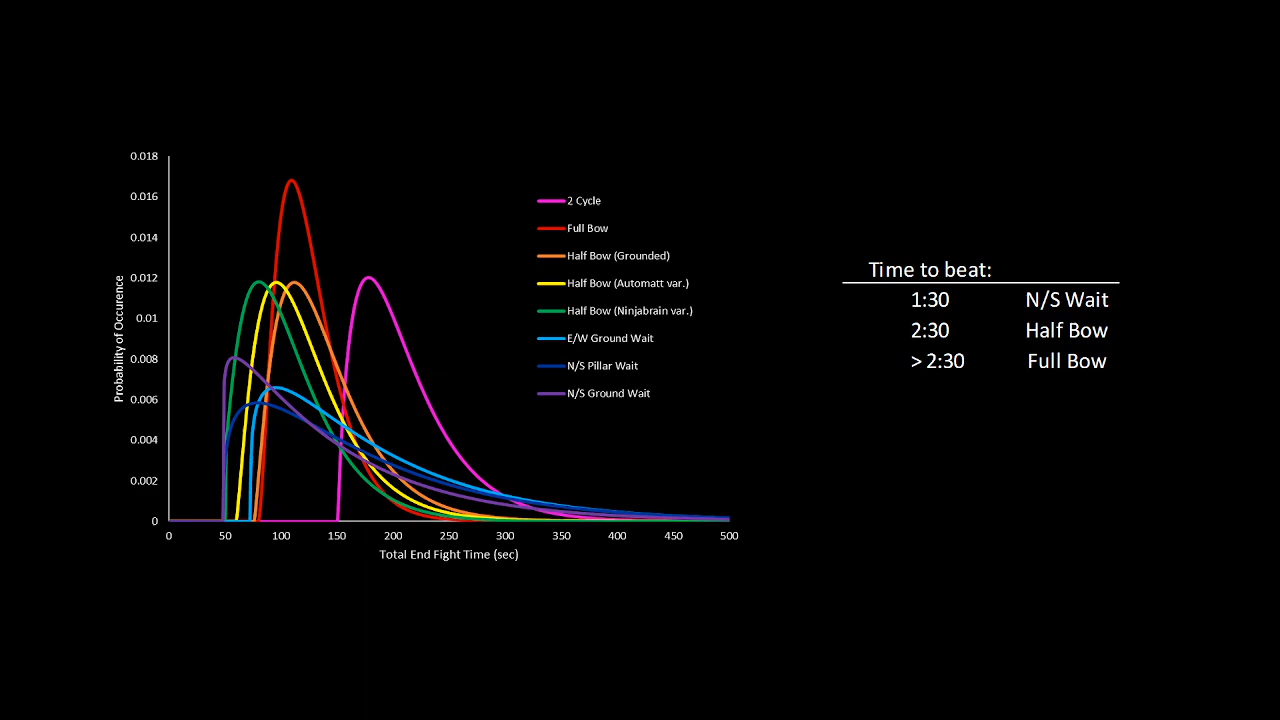 0.018
0.016
0.014
0.012
0.01
0.008
0.006
0.004
0.002
0
Probability of Occurence
0 50 100 150 200 250 300 350 400 450 500
Total End Fight Time (sec)
2 Cycle
Full Bow
Half Bow (Grounded)
Half Bow (Automatt var.)
Half Bow (Ninjabrain var.)
E/W Ground Wait
N/S Pillar Wait
N/S Ground Wait
Time to beat:
1:30 N/S Wait
2:30 Half Bow
> 2:30 Full Bow